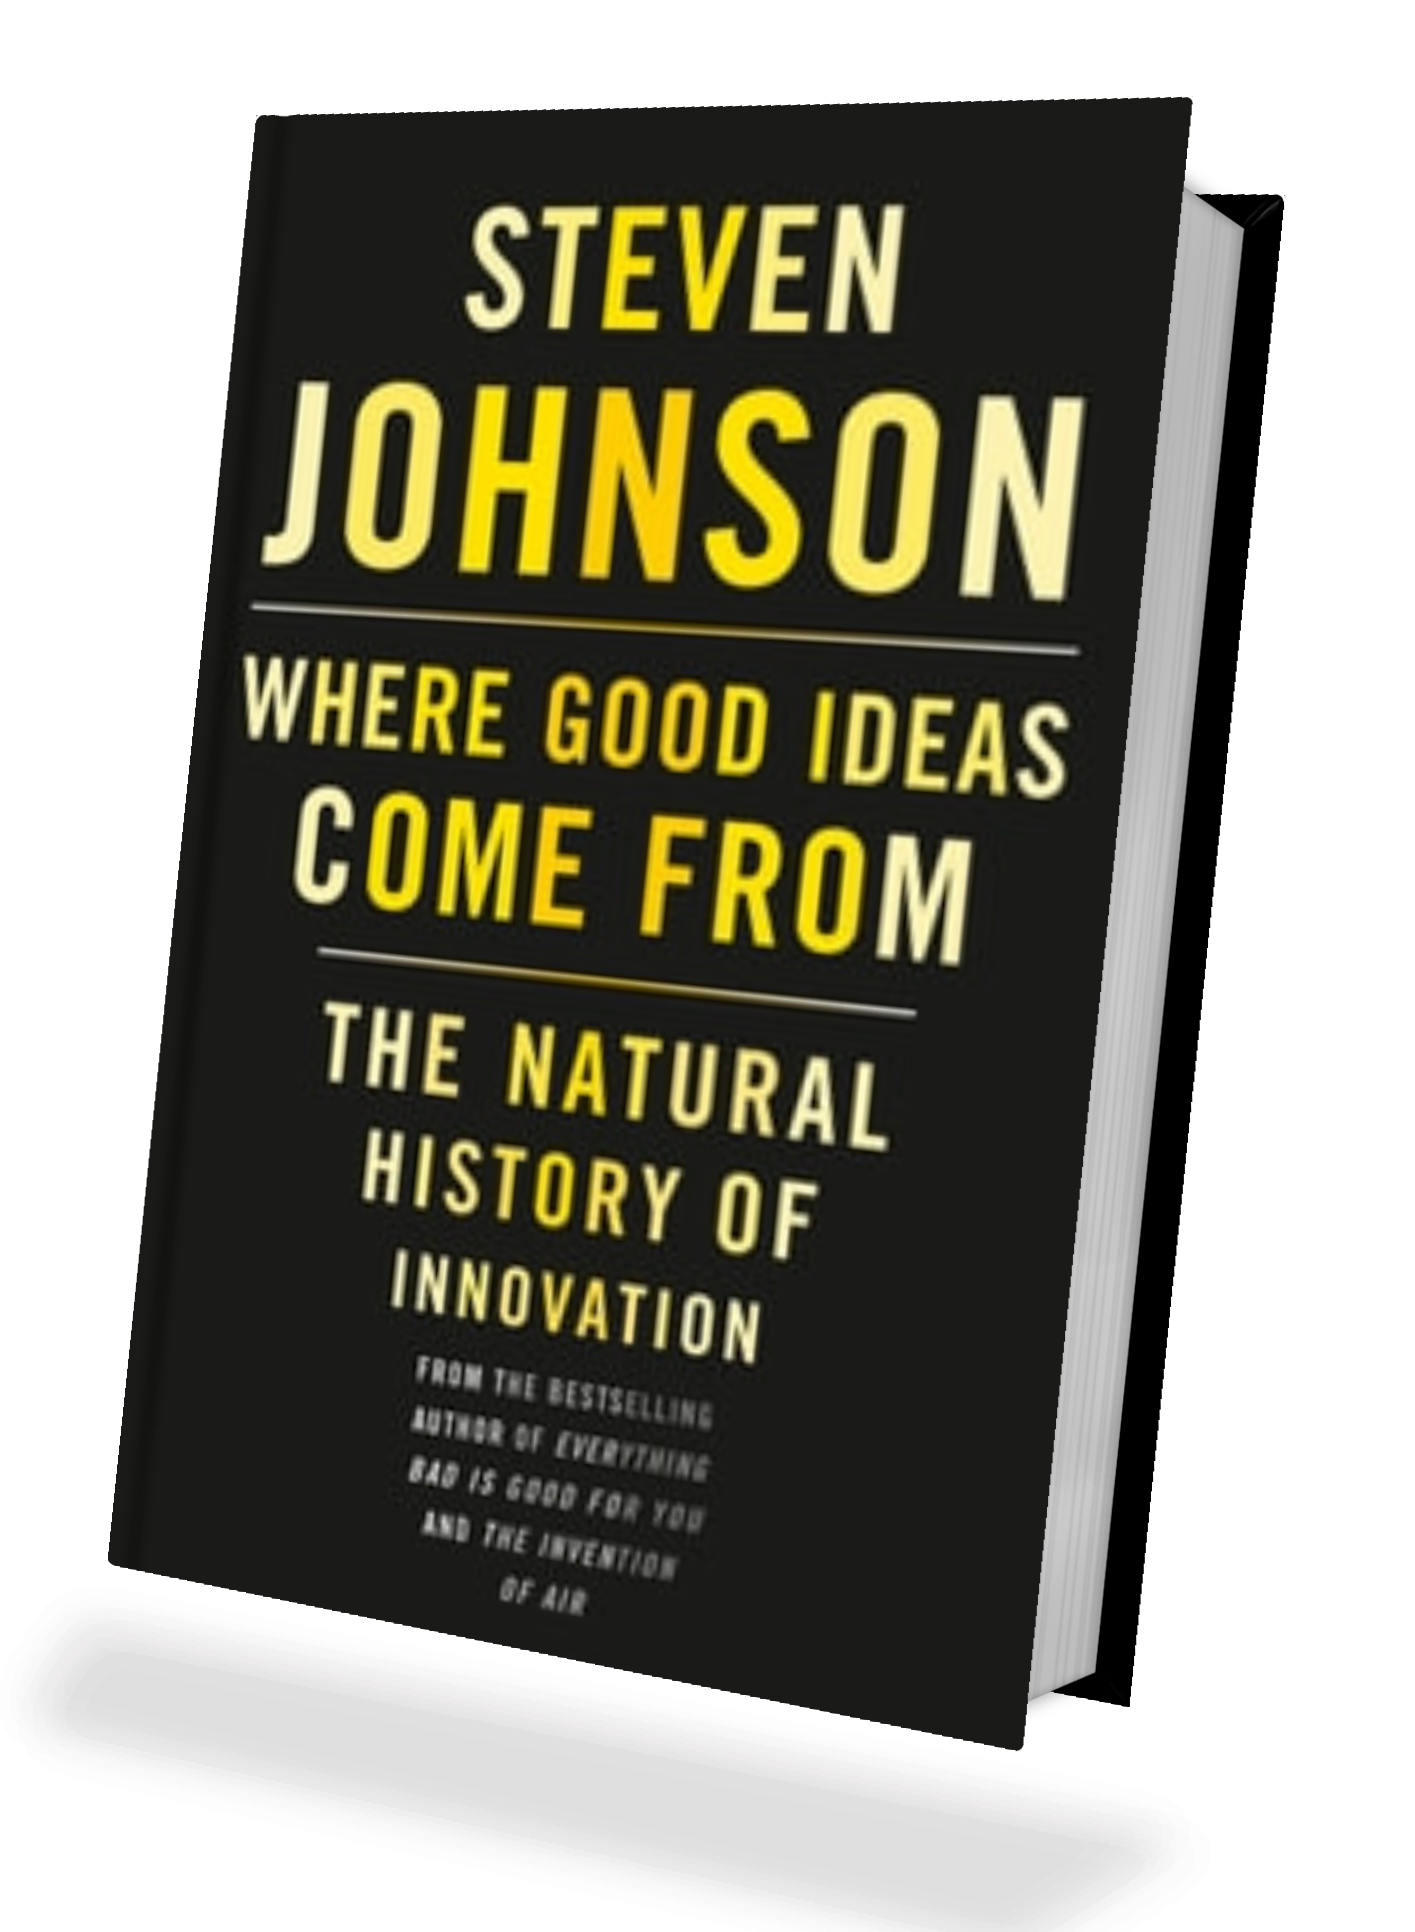 STEVEN
JOHNSON
WHERE GOOD IDEAS
COME FROM
THE NATURAL
HISTORY OF
INNOVATION
FROM THE BESTSELLING
AUTHOR OF EVERYTHING
BAD IS GOOD FOR YOU
AND THE INVENTION
OF AIR